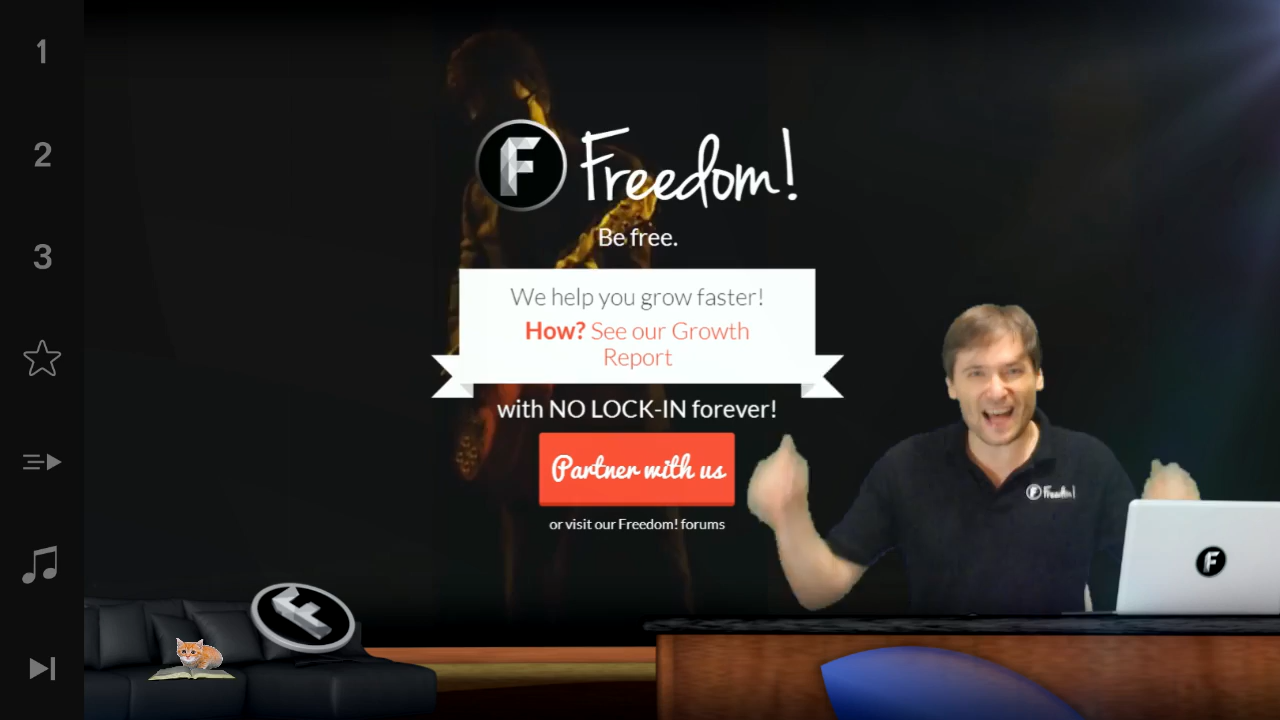 1
2
3
F Freedom!
Be free.
We help you grow faster!
How? See our Growth
Report
with NO LOCK-IN forever!
Partner with us
or visit our Freedom! forums
F Freedom!
F
F